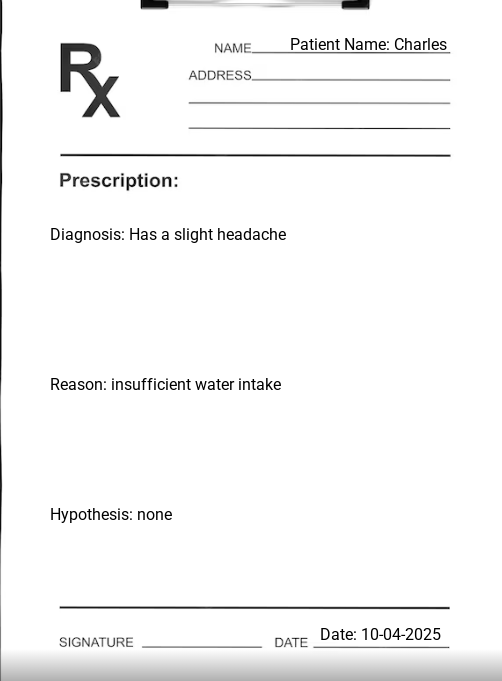 Rx
NAME Patient Name: Charles
ADDRESS
Prescription:
Diagnosis: Has a slight headache
Reason: insufficient water intake
Hypothesis: none
SIGNATURE DATE Date: 10-04-2025